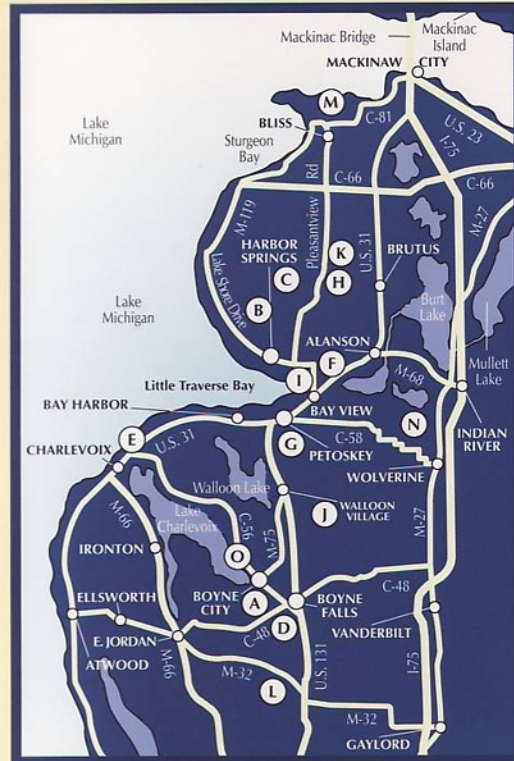 Mackinac Bridge
Mackinac
Island
MACKINAW CITY
Lake
Michigan
M
BLISS
C-81
U.S. 23
I-75
Sturgeon
Bay
Rd
C-66
C-66
M-119
M-27
Pleasantview
HARBOR
SPRINGS
K
C
H
U.S. 31
BRUTUS
Lake Shore Drive
B
Burt
Lake
Lake
Michigan
Mullett
Lake
ALANSON
F
M-68
Little Traverse Bay
I
BAY HARBOR
BAY VIEW
N
INDIAN
RIVER
E
U.S. 31
G
C-58
PETOSKEY
CHARLEVOIX
WOLVERINE
Walloon Lake
M-66
Lake
Charlevoix
C-56
M-75
WALLOON
VILLAGE
J
M-27
IRONTON
O
BOYNE
CITY
A
C-48
ELLSWORTH
BOYNE
FALLS
D
VANDERBILT
E. JORDAN
C-48
ATWOOD
M-66
M-32
U.S. 131
I-75
L
M-32
GAYLORD